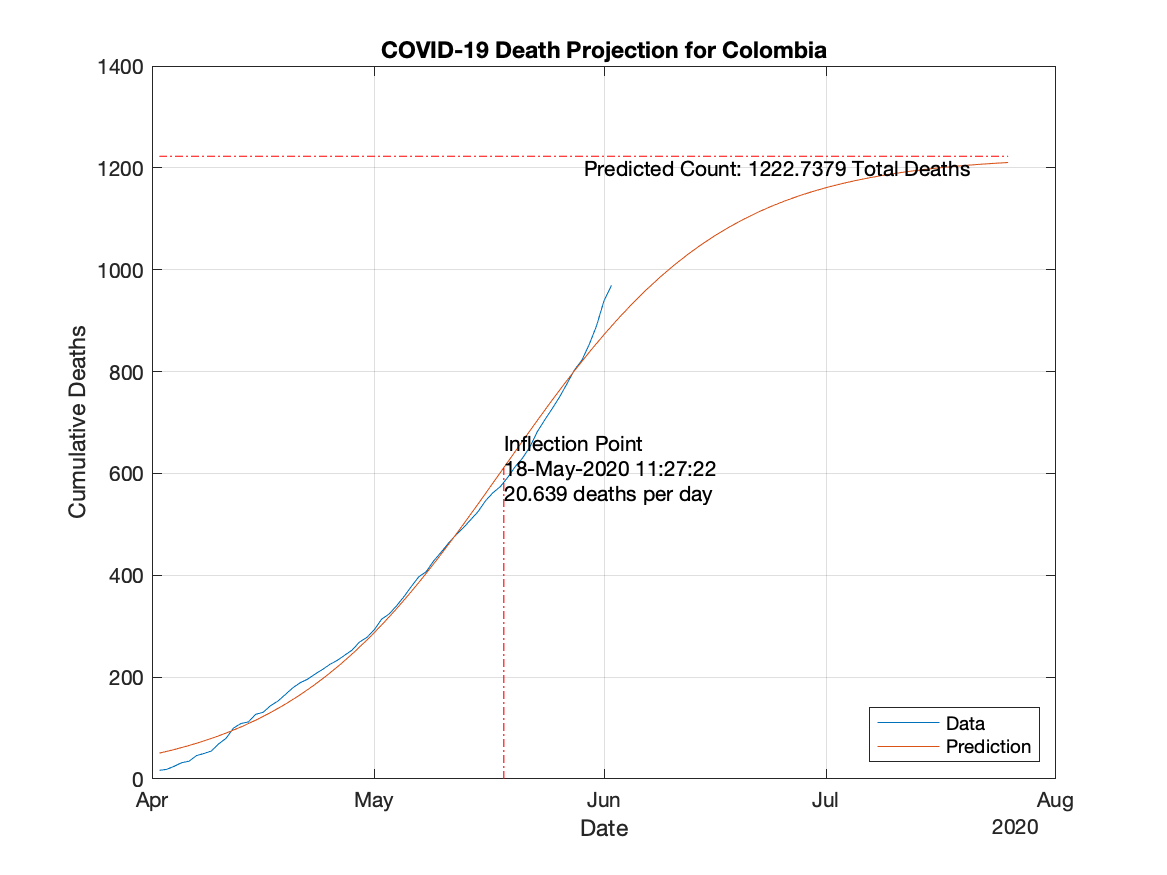 COVID-19 Death Projection for Colombia
1400
1200
1000
800
600
400
200
0
Cumulative Deaths
Predicted Count: 1222.7379 Total Deaths
Inflection Point
18-May-2020 11:27:22
20.639 deaths per day
Data
Prediction
Apr
May
Jun
Jul
Aug
Date
2020